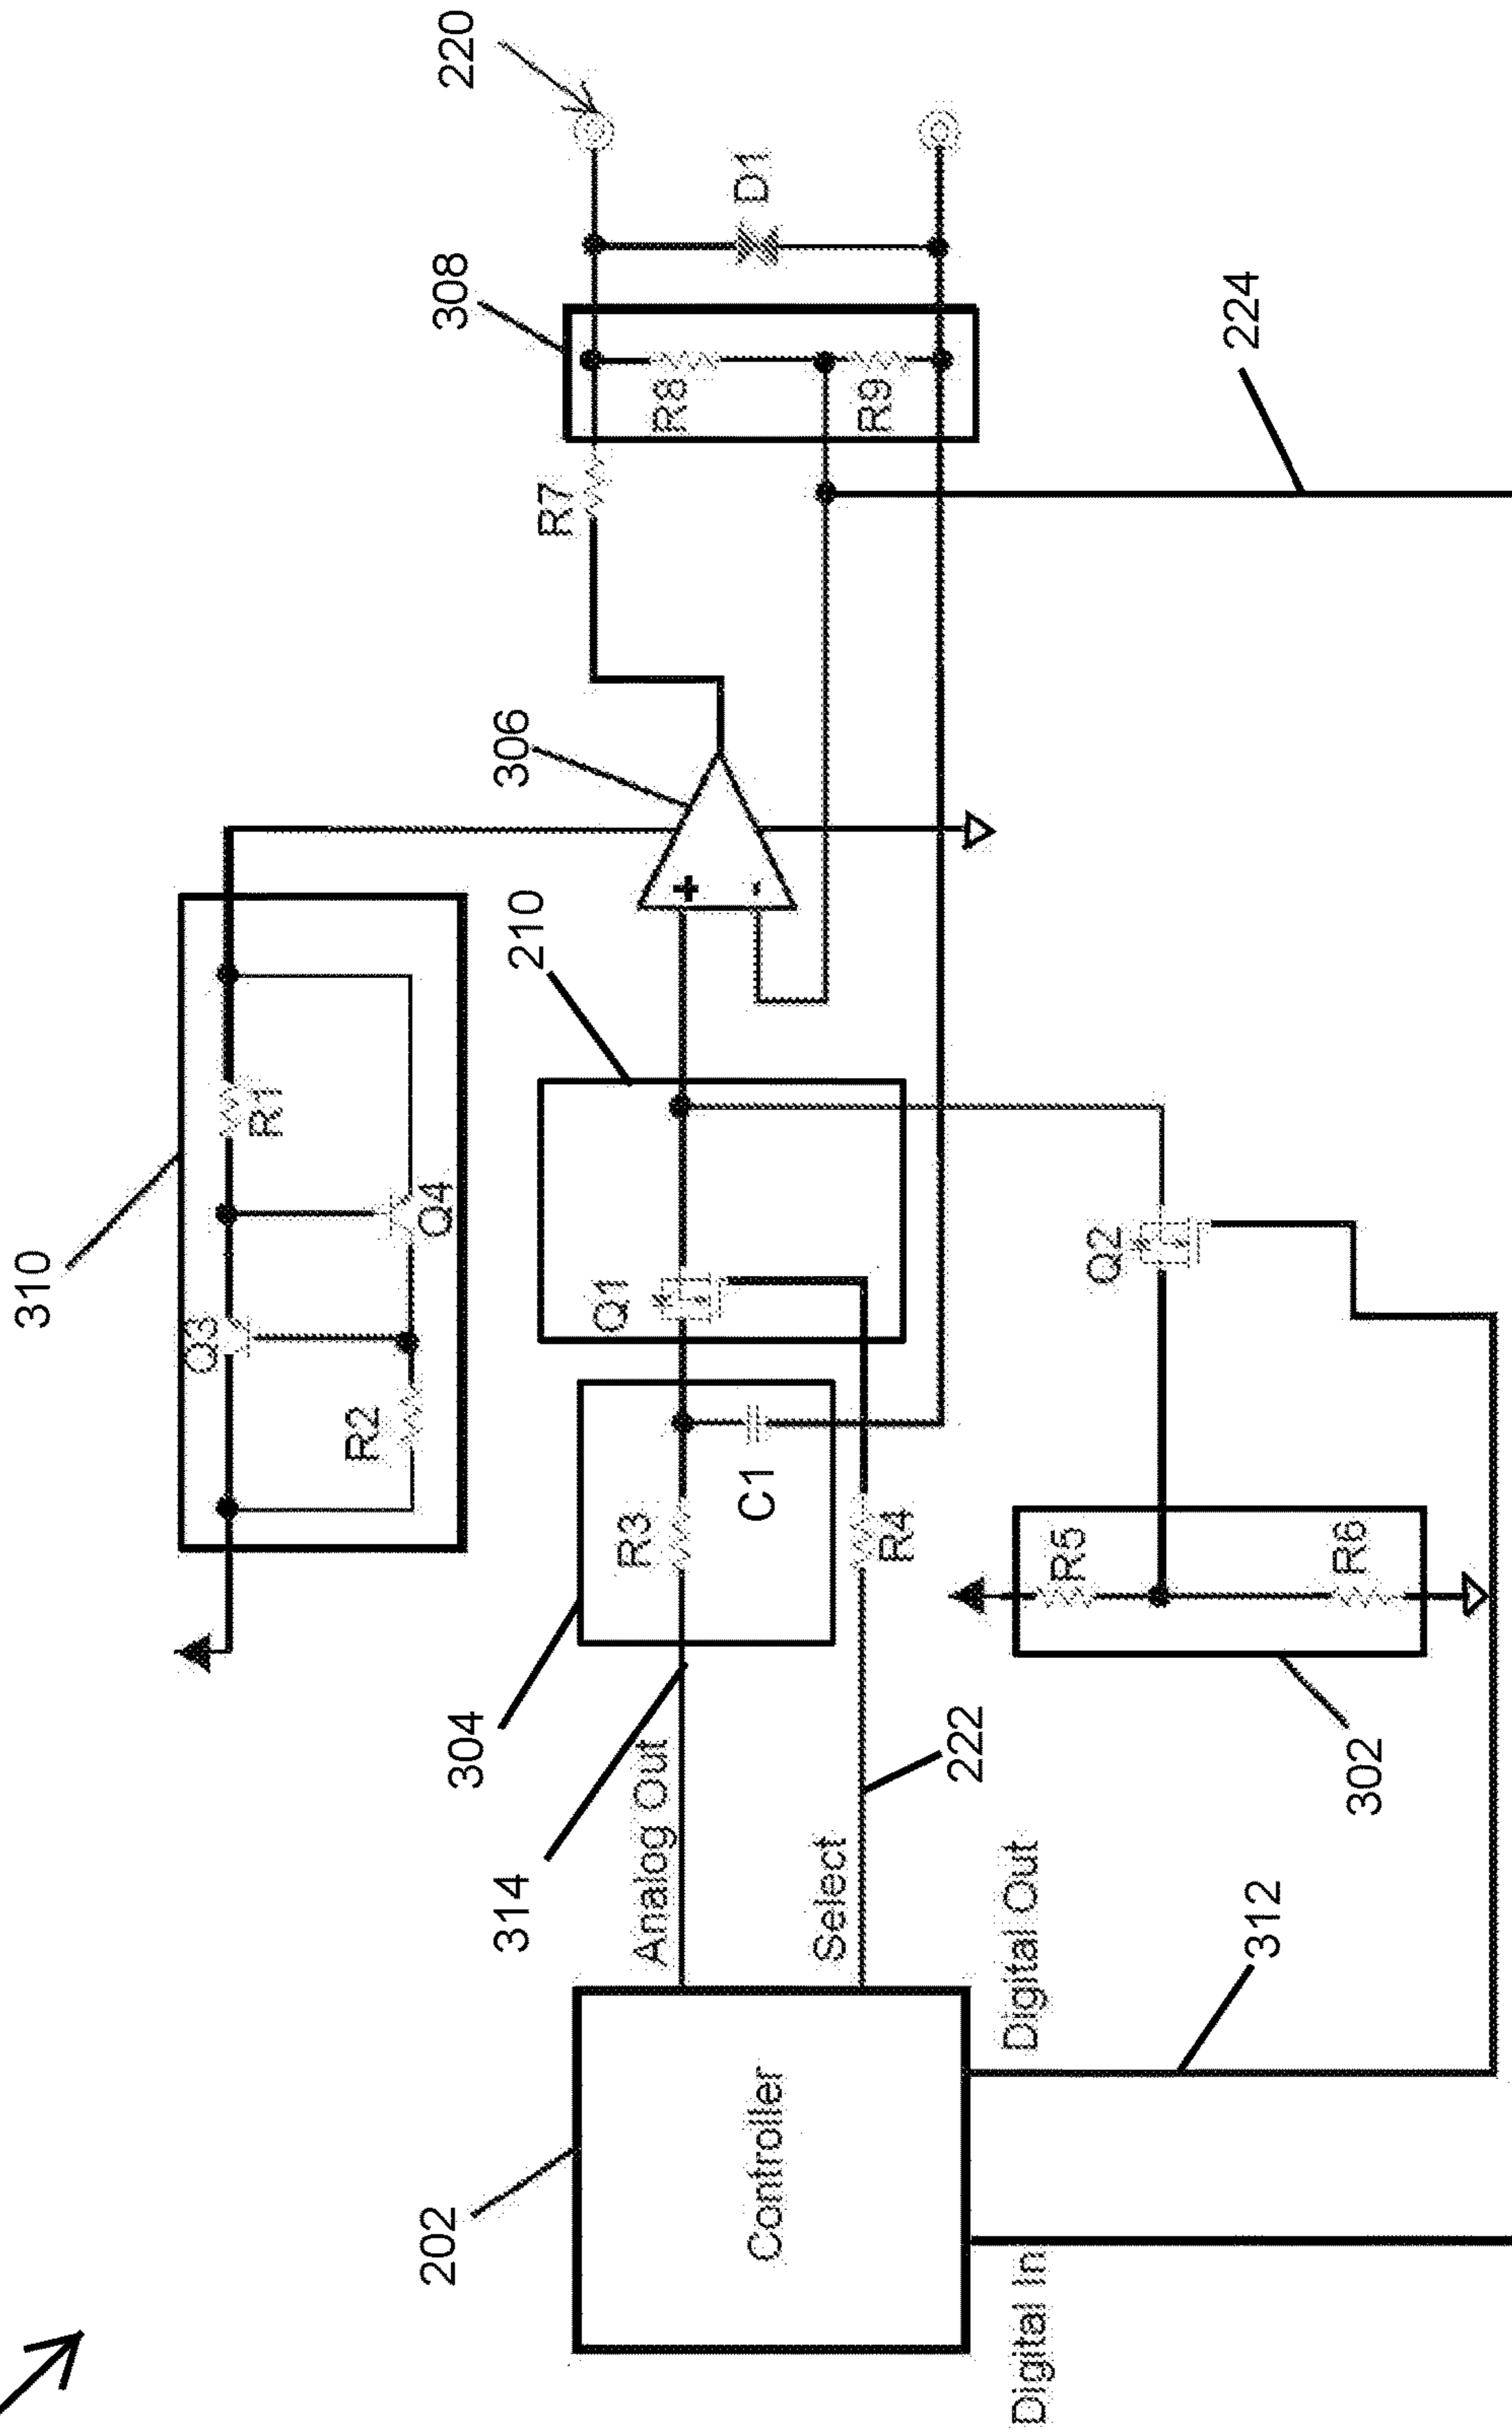 310
Q3
R1
R2
Q4
220
308
D1
R7
R8
R9
306
+
-
210
Q1
304
R3
C1
314
Analog Out
R4
Select
222
224
202
Controller
Q2
R5
R6
302
Digital Out
312
Digital In